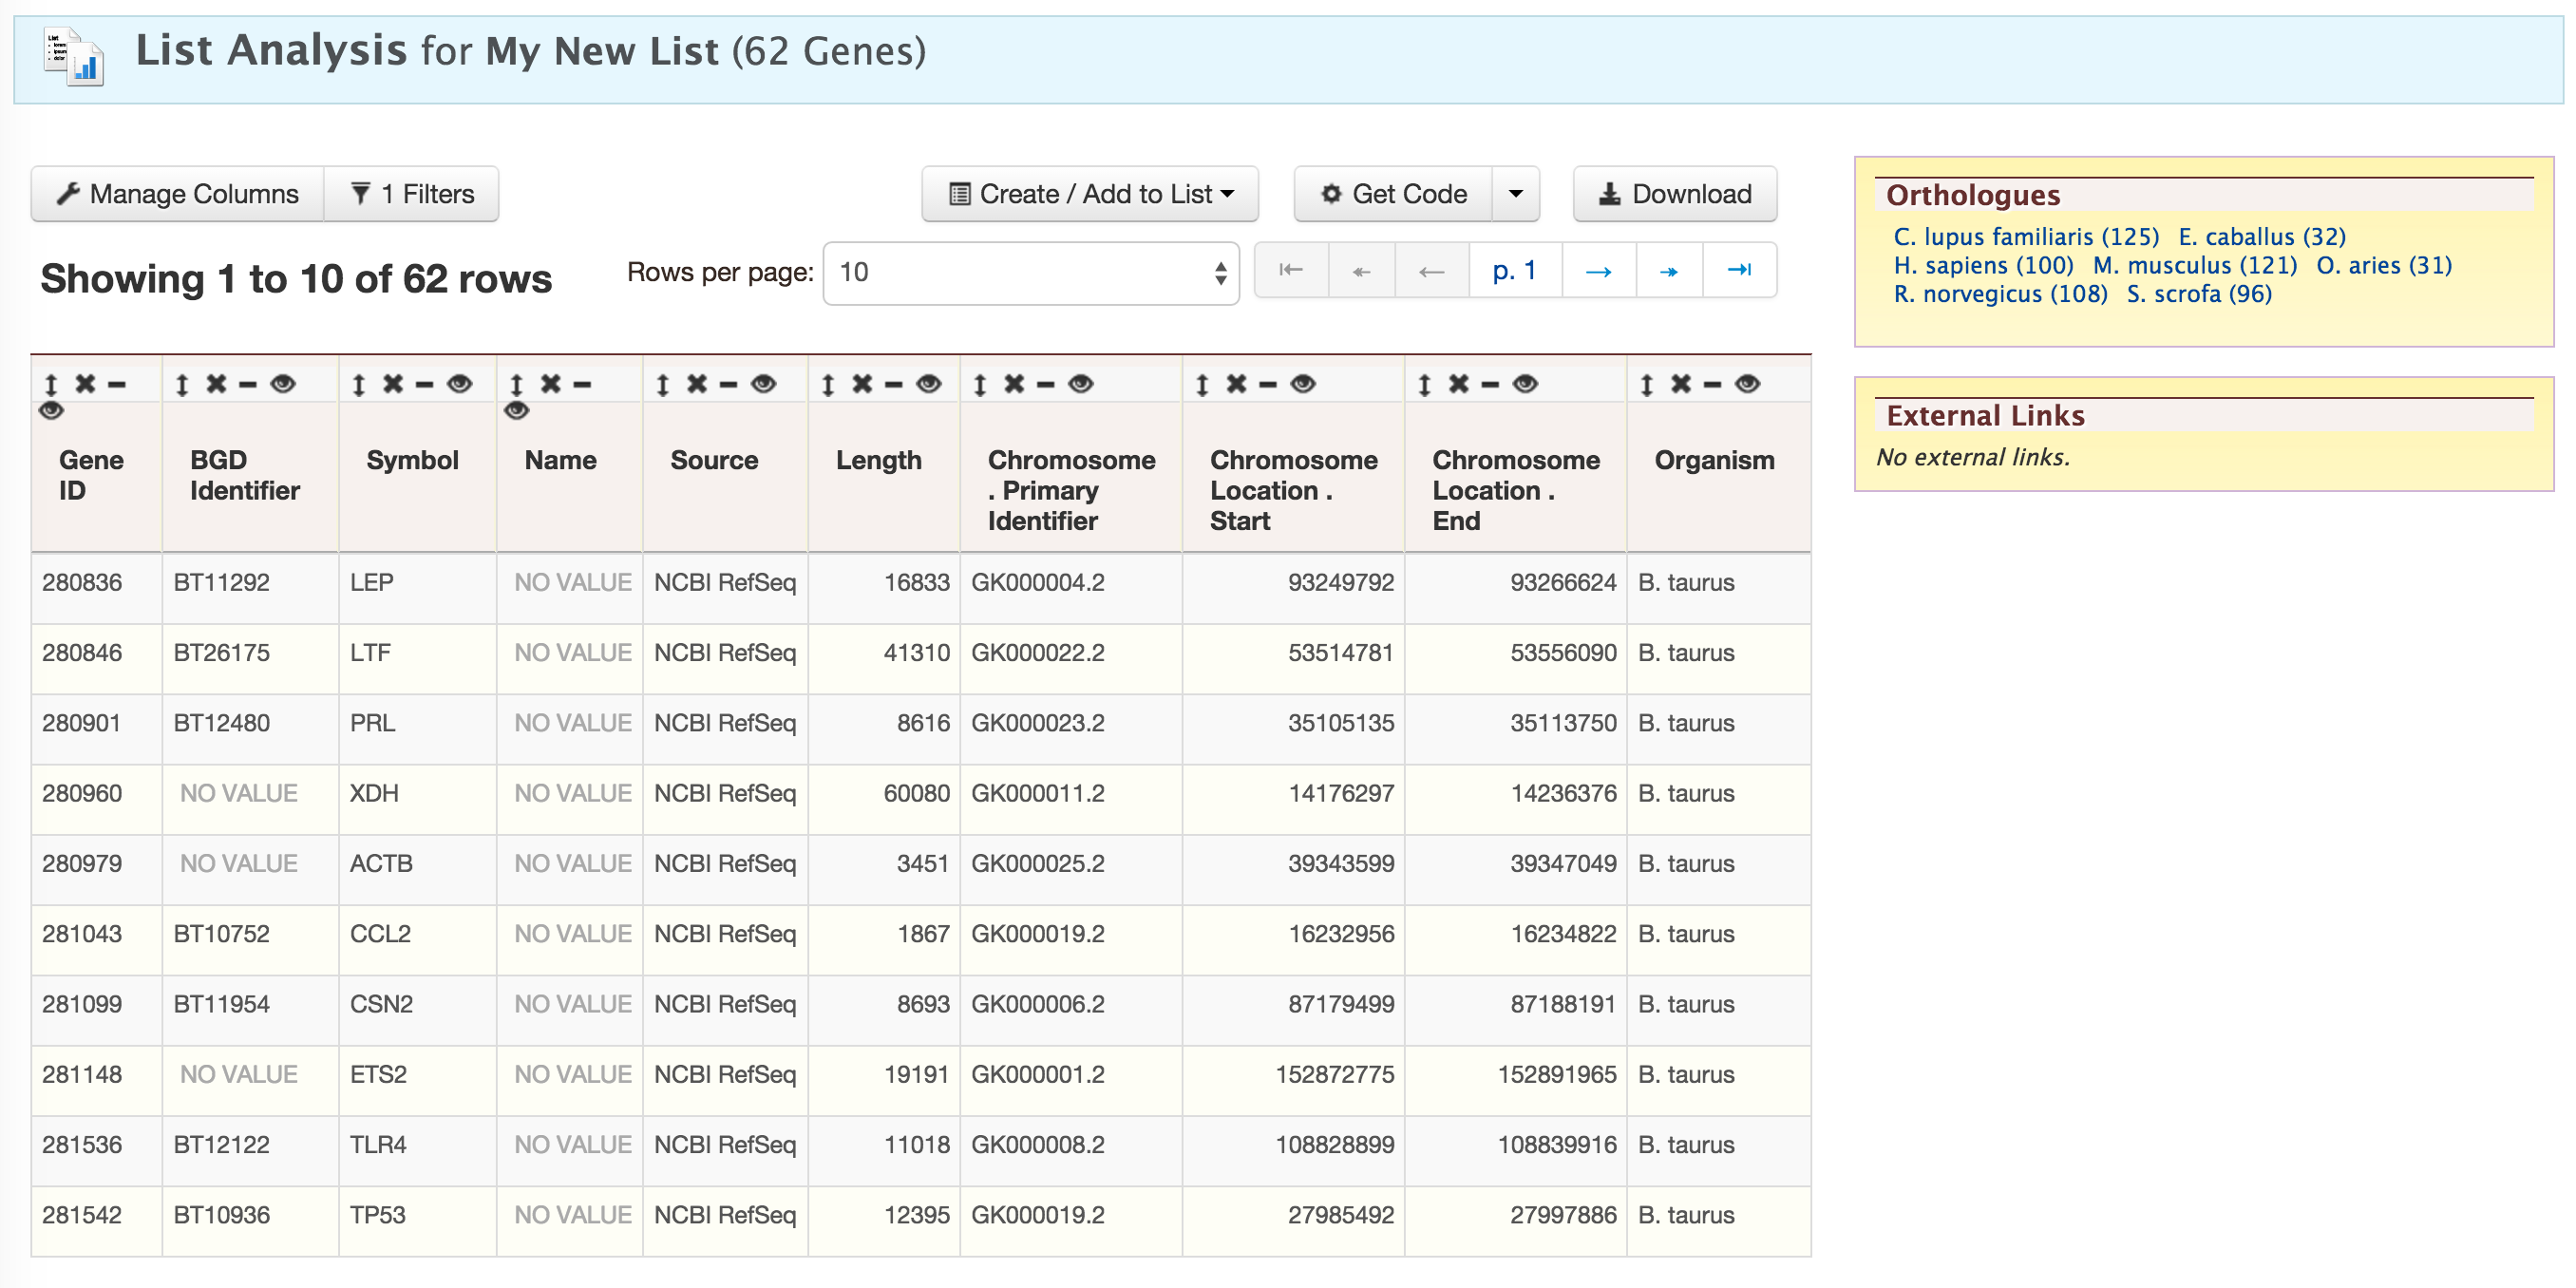 List Analysis for My New List (62 Genes)
Manage Columns 1 Filters Create / Add to List Get Code Download
Showing 1 to 10 of 62 rows Rows per page: 10 p. 1
Gene ID BGD Identifier Symbol Name Source Length Chromosome . Primary Identifier Chromosome Location . Start Chromosome Location . End Organism
280836 BT11292 LEP NO VALUE NCBI RefSeq 16833 GK000004.2 93249792 93266624 B. taurus
280846 BT26175 LTF NO VALUE NCBI RefSeq 41310 GK000022.2 53514781 53556090 B. taurus
280901 BT12480 PRL NO VALUE NCBI RefSeq 8616 GK000023.2 35105135 35113750 B. taurus
280960 NO VALUE XDH NO VALUE NCBI RefSeq 60080 GK000011.2 14176297 14236376 B. taurus
280979 NO VALUE ACTB NO VALUE NCBI RefSeq 3451 GK000025.2 39343599 39347049 B. taurus
281043 BT10752 CCL2 NO VALUE NCBI RefSeq 1867 GK000019.2 16232956 16234822 B. taurus
281099 BT11954 CSN2 NO VALUE NCBI RefSeq 8693 GK000006.2 87179499 87188191 B. taurus
281148 NO VALUE ETS2 NO VALUE NCBI RefSeq 19191 GK000001.2 152872775 152891965 B. taurus
281536 BT12122 TLR4 NO VALUE NCBI RefSeq 11018 GK000008.2 108828899 108839916 B. taurus
281542 BT10936 TP53 NO VALUE NCBI RefSeq 12395 GK000019.2 27985492 27997886 B. taurus
Orthologues
C. lupus familiaris (125) E. caballus (32)
H. sapiens (100) M. musculus (121) O. aries (31)
R. norvegicus (108) S. scrofa (96)
External Links
No external links.